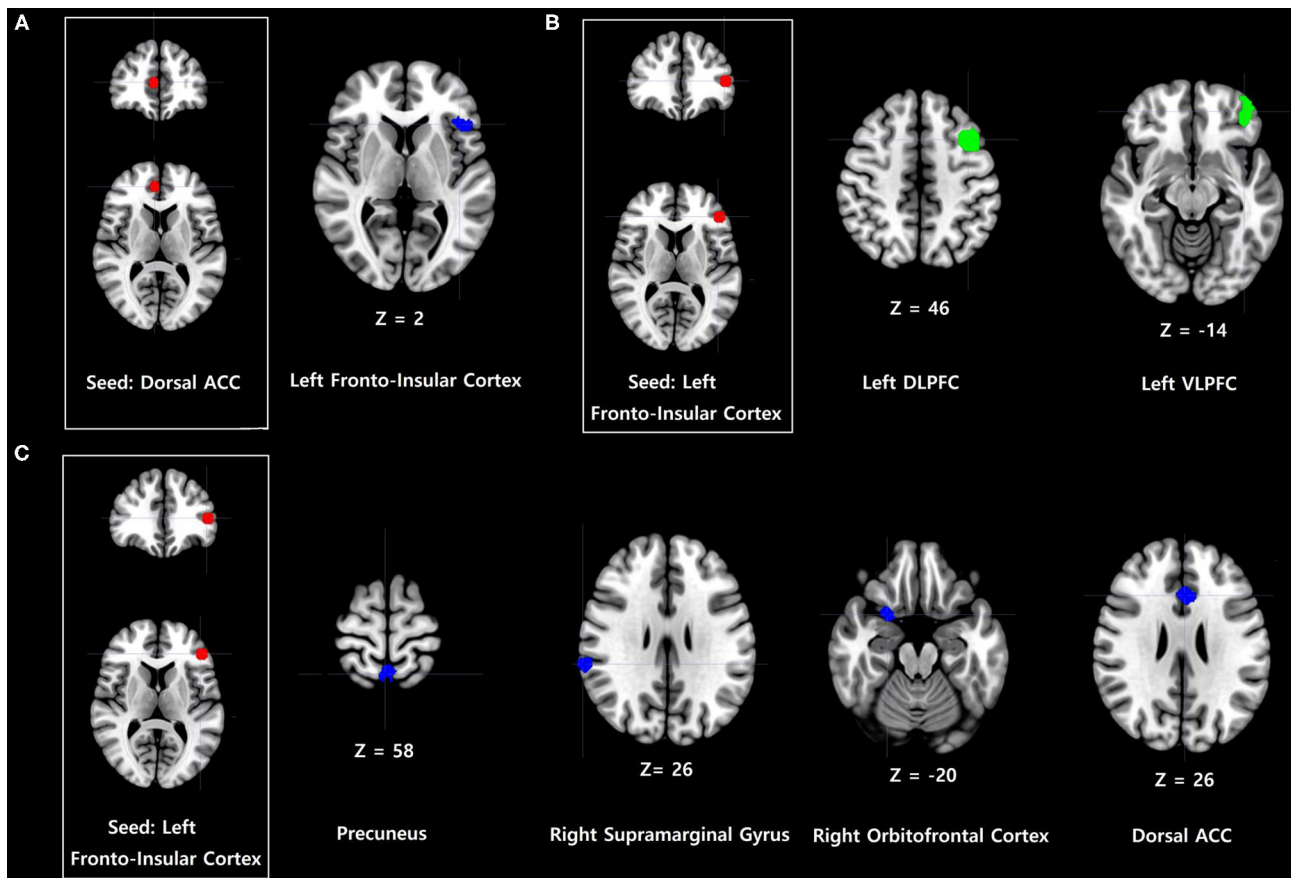 A
Seed: Dorsal ACC
Z = 2
Left Fronto-Insular Cortex
B
Seed: Left
Fronto-Insular Cortex
Z = 46
Left DLPFC
Z = -14
Left VLPFC
C
Seed: Left
Fronto-Insular Cortex
Z = 58
Precuneus
Z= 26
Right Supramarginal Gyrus
Z = -20
Right Orbitofrontal Cortex
Z = 26
Dorsal ACC